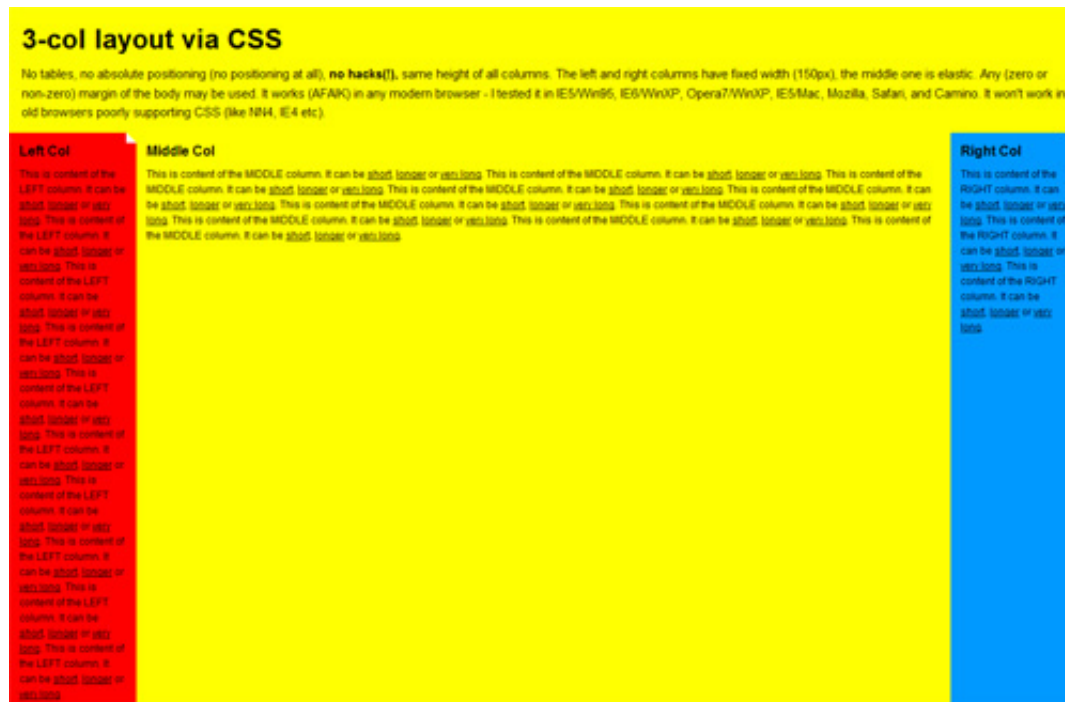 3-col layout via CSS
No tables, no absolute positioning (no positioning at all), no hacks(!), same height of all columns. The left and right columns have fixed width (150px), the middle one is elastic. Any (zero or
non-zero) margin of the body may be used. It works (AFAIK) in any modern browser - I tested it in IE5/Win95, IE6/WinXP, Opera7/WinXP, IE5/Mac, Mozilla, Safari, and Camino. It won't work in
old browsers poorly supporting CSS (like NN4, IE4 etc).
Left Col
This is content of the
LEFT column. It can be
short, longer or very
long. This is content of
the LEFT column. It
can be short, longer or
very long. This is
content of the LEFT
column. It can be
short, longer or very
long. This is content of
the LEFT column. It
can be short, longer or
very long. This is
content of the LEFT
column. It can be
short, longer or very
long. This is content of
the LEFT column. It
can be short, longer or
very long. This is
content of the LEFT
column. It can be
short, longer or very
long. This is content of
the LEFT column. It
can be short, longer or
very long. This is
content of the LEFT
column. It can be
short, longer or very
long. This is content of
the LEFT column. It
can be short, longer or
very long.
Middle Col
This is content of the MIDDLE column. It can be short, longer or very long. This is content of the MIDDLE column. It can be short, longer or very long. This is content of the
MIDDLE column. It can be short, longer or very long. This is content of the MIDDLE column. It can be short, longer or very long. This is content of the MIDDLE column. It can
be short, longer or very long. This is content of the MIDDLE column. It can be short, longer or very long. This is content of the MIDDLE column. It can be short, longer or very
long. This is content of the MIDDLE column. It can be short, longer or very long. This is content of the MIDDLE column. It can be short, longer or very long. This is content of
the MIDDLE column. It can be short, longer or very long.
Right Col
This is content of the
RIGHT column. It can
be short, longer or very
long. This is content of
the RIGHT column. It
can be short, longer or
very long. This is
content of the RIGHT
column. It can be
short, longer or very
long.